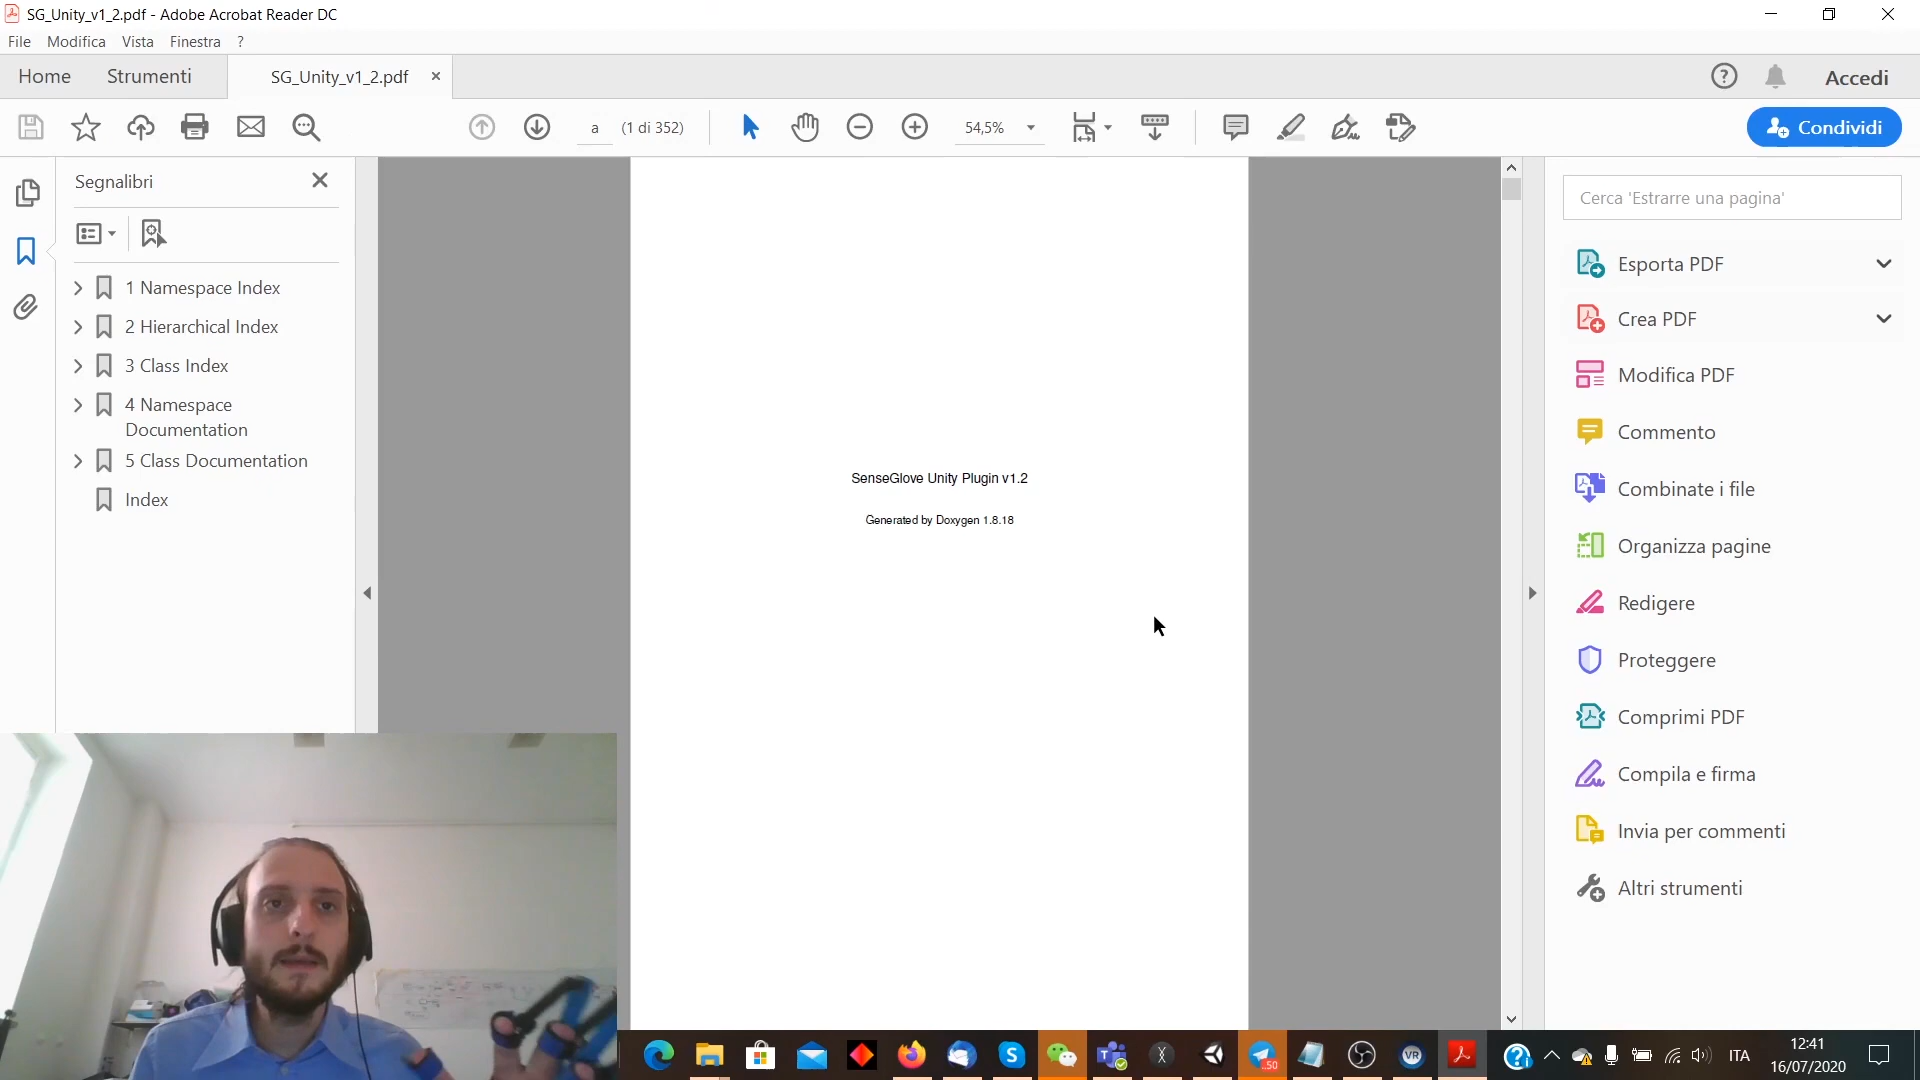 SG_Unity_v1_2.pdf - Adobe Acrobat Reader DC
File Modifica Vista Finestra ?
Home Strumenti SG_Unity_v1_2.pdf × Accedi
a (1 di 352) 54,5% Condividi
Segnalibri
1 Namespace Index
2 Hierarchical Index
3 Class Index
4 Namespace
Documentation
5 Class Documentation
Index
SenseGlove Unity Plugin v1.2
Generated by Doxygen 1.8.18
Cerca 'Estrarre una pagina'
Esporta PDF
Crea PDF
Modifica PDF
Commento
Combinate i file
Organizza pagine
Redigere
Proteggere
Comprimi PDF
Compila e firma
Invia per commenti
Altri strumenti
S VR .50 ITA
12:41
16/07/2020